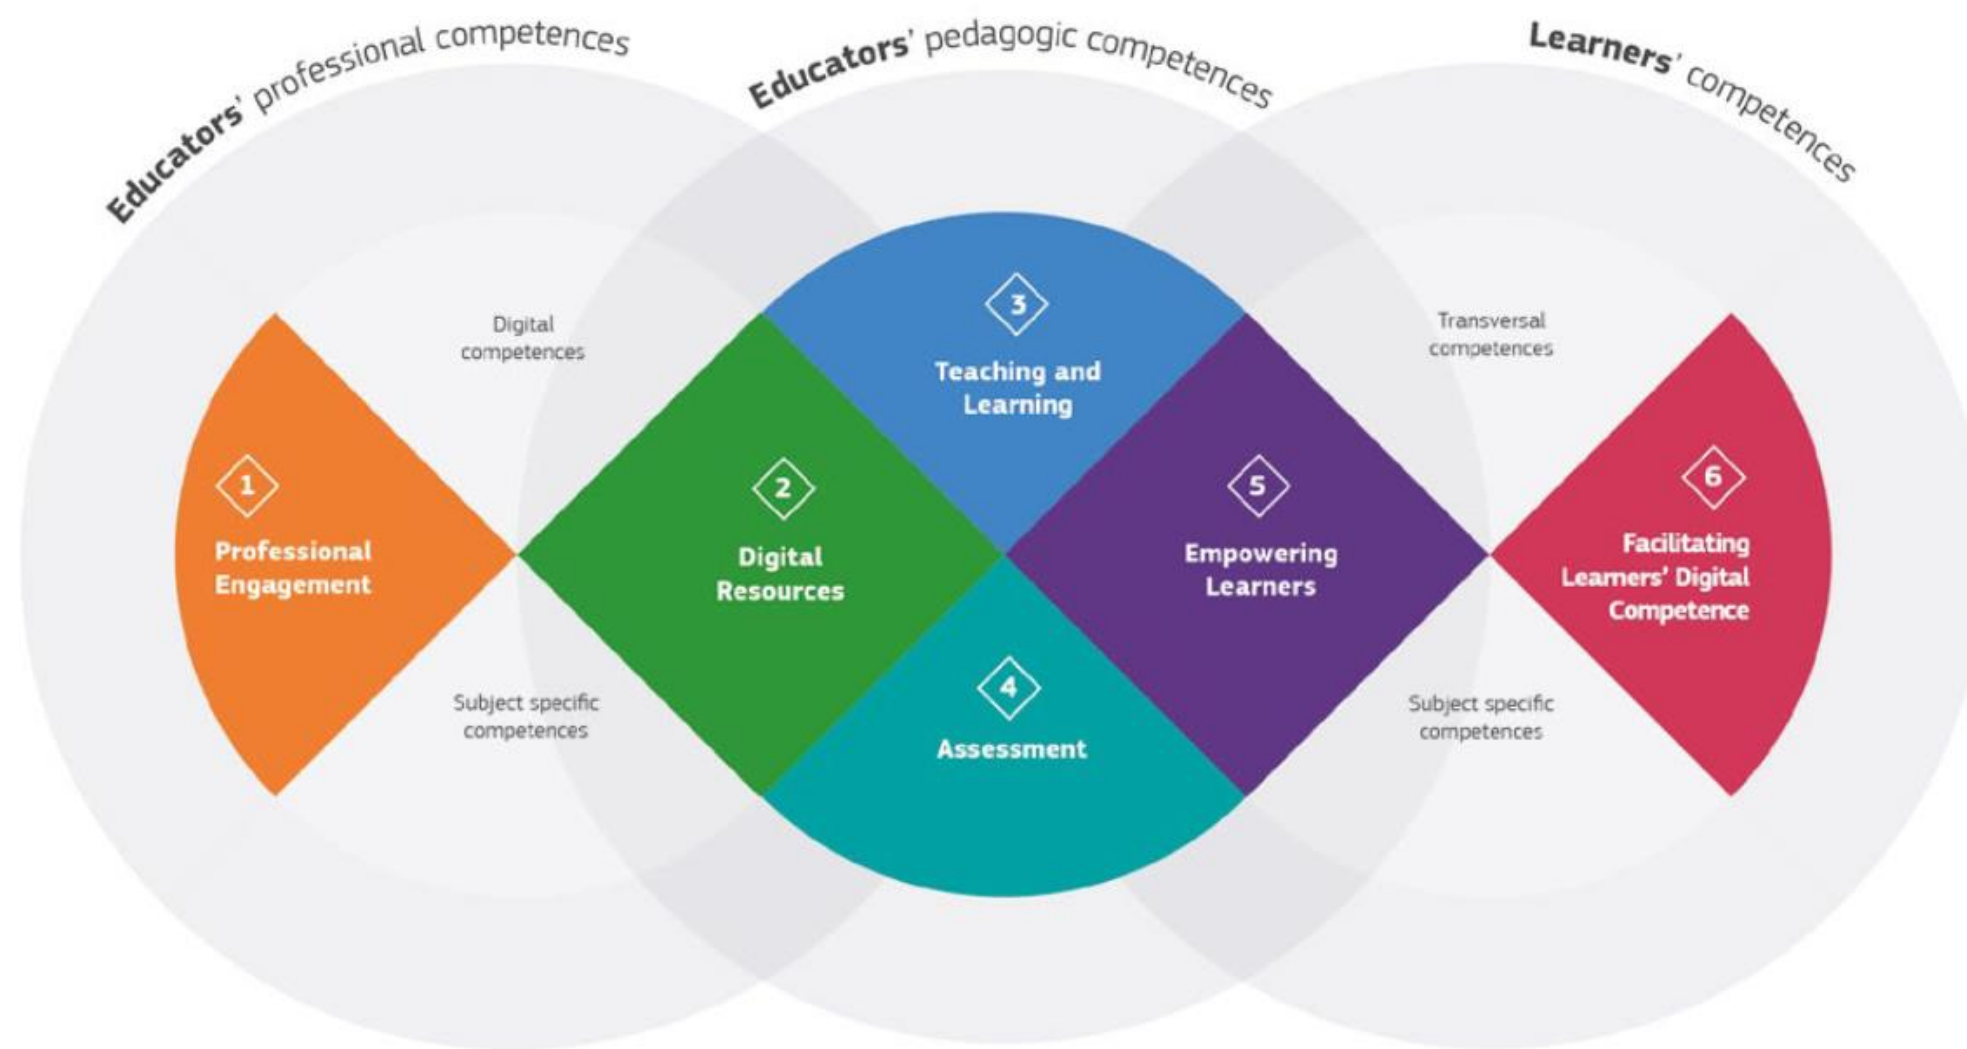 Educators' professional competences
Educators' pedagogic competences
Learners' competences
Digital
competences
Transversal
competences
1
Professional
Engagement
2
Digital
Resources
3
Teaching and
Learning
4
Assessment
5
Empowering
Learners
6
Facilitating
Learners' Digital
Competence
Subject specific
competences
Subject specific
competences